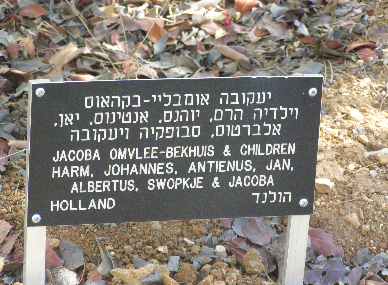 יעקובה אומבליי-בקהאוס
וילדיה הרם, יוהנס, אנטינוס, יאן,
אלברטוס, סבופקיה ויעקובה
JACOBA OMVLEE-BEKHUIS & CHILDREN
HARM, JOHANNES, ANTIENUS, JAN,
ALBERTUS, SWOPKJE & JACOBA
HOLLAND הולנד